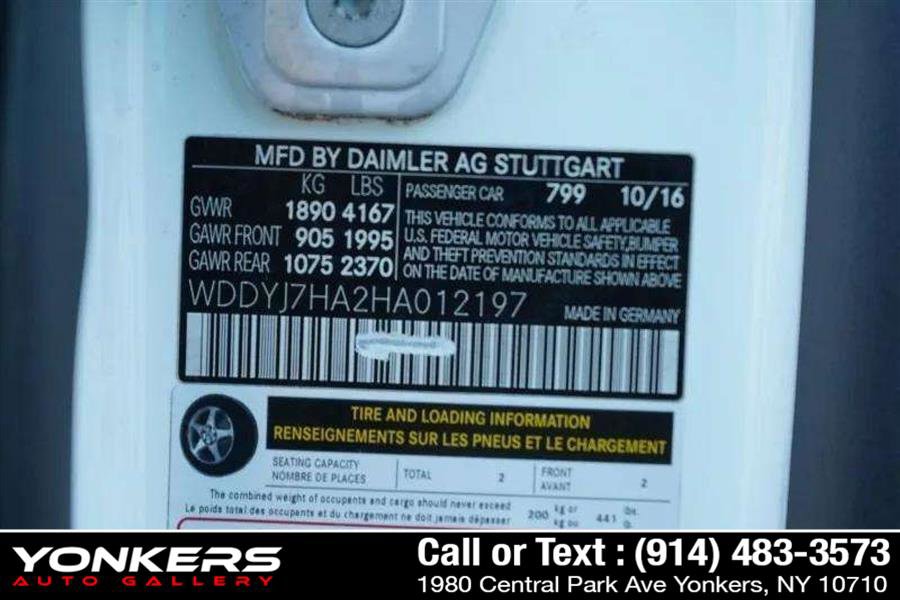 MFD BY DAIMLER AG STUTTGART
KG LBS
GVWR 1890 4167
GAWR FRONT 905 1995
GAWR REAR 1075 2370
PASSENGER CAR 799 10/16
THIS VEHICLE CONFORMS TO ALL APPLICABLE
U.S. FEDERAL MOTOR VEHICLE SAFETY,BUMPER
AND THEFT PREVENTION STANDARDS IN EFFECT
ON THE DATE OF MANUFACTURE SHOWN ABOVE
WDDYJ7HA2HA012197
MADE IN GERMANY
TIRE AND LOADING INFORMATION
RENSEIGNEMENTS SUR LES PNEUS ET LE CHARGEMENT
SEATING CAPACITY
NOMBRE DE PLACES
TOTAL 2
FRONT
AVANT
2
The combined weight of occupants and cargo should never exceed
Le poids total des occupants et du chargement ne doit jamais dépasser
200 kg or
kg ou
441 lbs.
lb.
YONKERS
AUTO GALLERY
Call or Text : (914) 483-3573
1980 Central Park Ave Yonkers, NY 10710